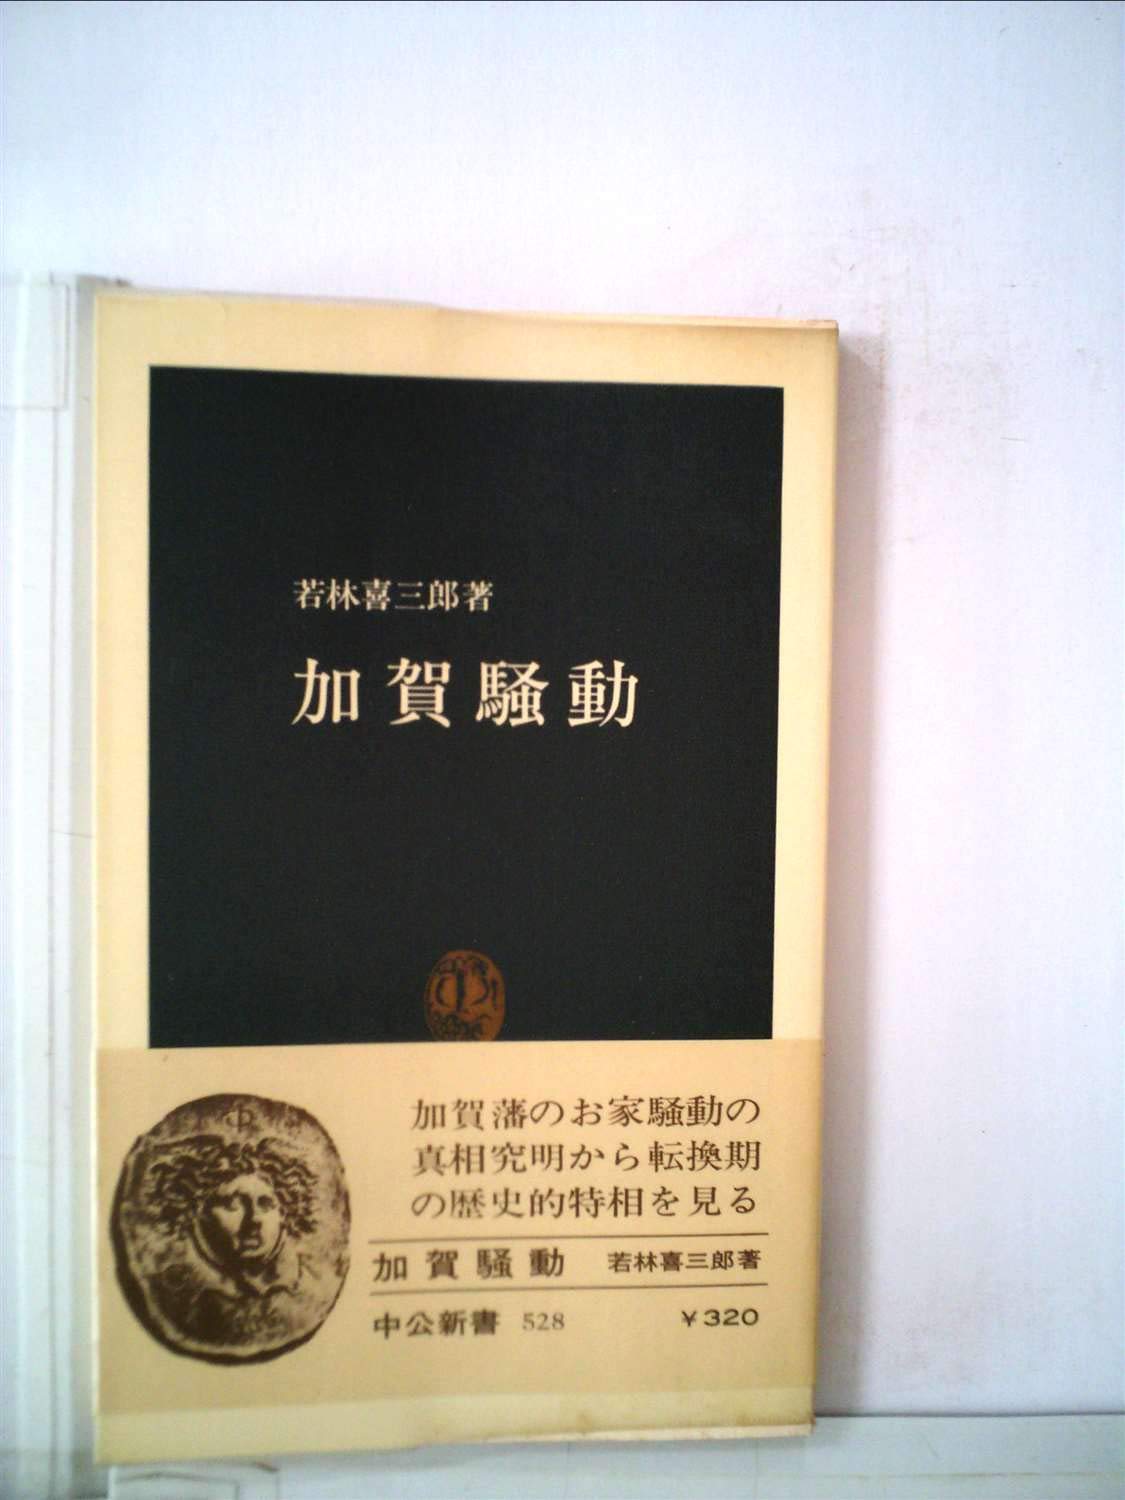 若林喜三郎著
加賀騒動
加賀藩のお家騒動の
真相究明から転換期
の歴史的特相を見る
加賀騒動 若林喜三郎著
中公新書 528 ¥320